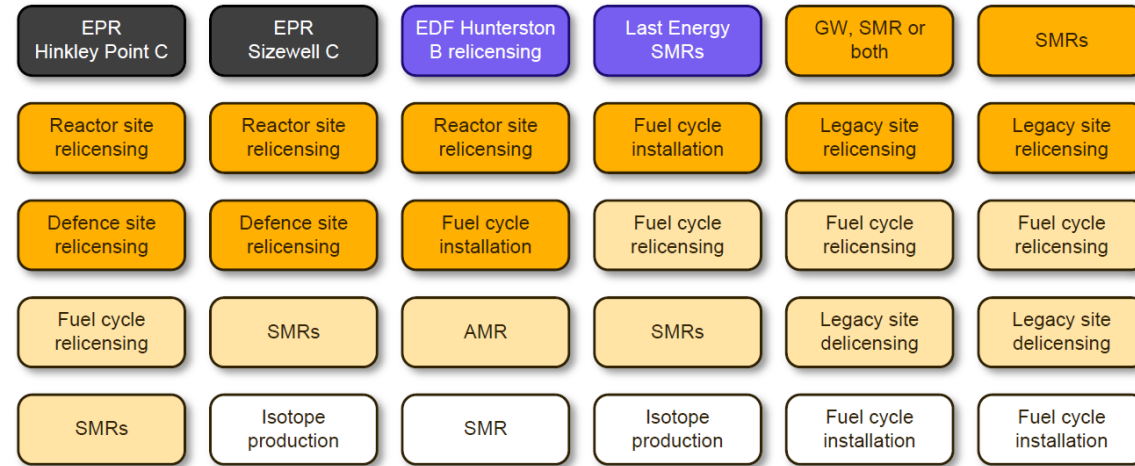 EPR
Hinkley Point C
EPR
Sizewell C
EDF Hunterston
B relicensing
Last Energy
SMRs
GW, SMR or
both
SMRs
Reactor site
relicensing
Reactor site
relicensing
Reactor site
relicensing
Fuel cycle
installation
Legacy site
relicensing
Legacy site
relicensing
Defence site
relicensing
Defence site
relicensing
Fuel cycle
installation
Fuel cycle
relicensing
Fuel cycle
relicensing
Fuel cycle
relicensing
Fuel cycle
relicensing
SMRs
AMR
SMRs
Legacy site
delicensing
Legacy site
delicensing
SMRs
Isotope
production
SMR
Isotope
production
Fuel cycle
installation
Fuel cycle
installation